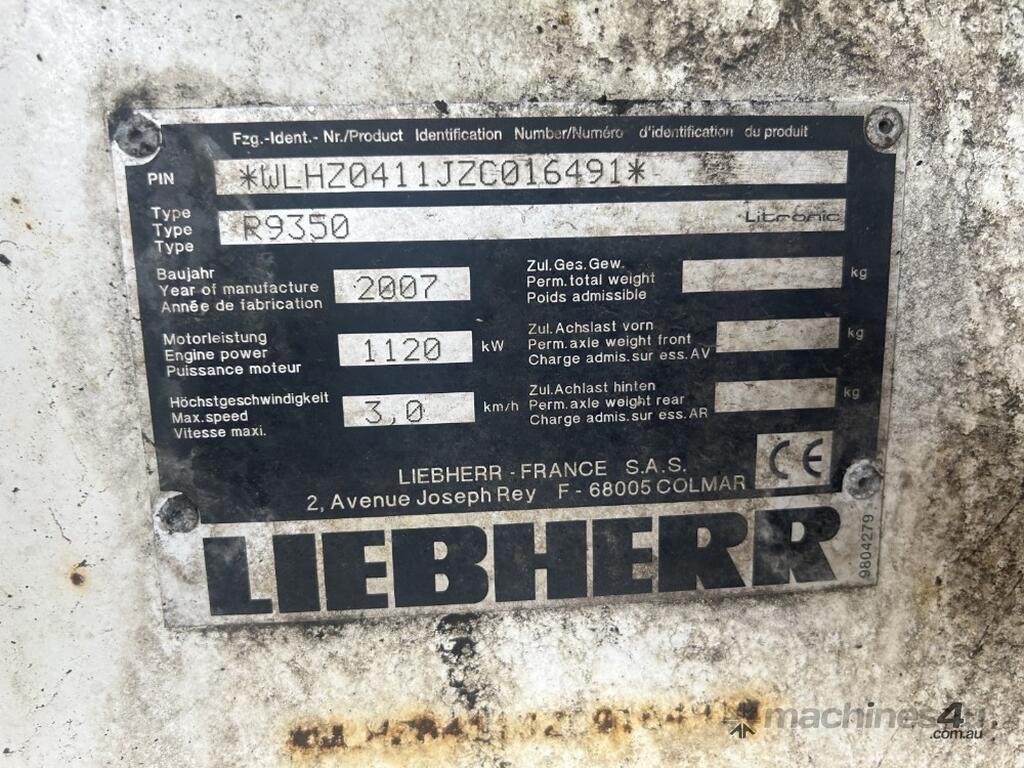 Fzg.-Ident.- Nr./Product Identification Number/Numéro d'identification du produit
PIN *WLHZ0411JZC016491*
Type
Type R9350 Litronic
Type
Baujahr
Year of manufacture 2007
Année de fabrication
Zul.Ges.Gew.
Perm.total weight kg
Poids admissible
Motorleistung
Engine power 1120 kW
Puissance moteur
Zul.Achslast vorn
Perm.axle weight front kg
Charge admis.sur ess.AV
Höchstgeschwindigkeit
Max.speed 3,0 km/h
Vitesse maxi.
Zul.Achlast hinten
Perm.axle weight rear kg
Charge admis.sur ess.AR
LIEBHERR - FRANCE S.A.S.
2, Avenue Joseph Rey F - 68005 COLMAR
CE
LIEBHERR
9804279
machines4u
.com.au